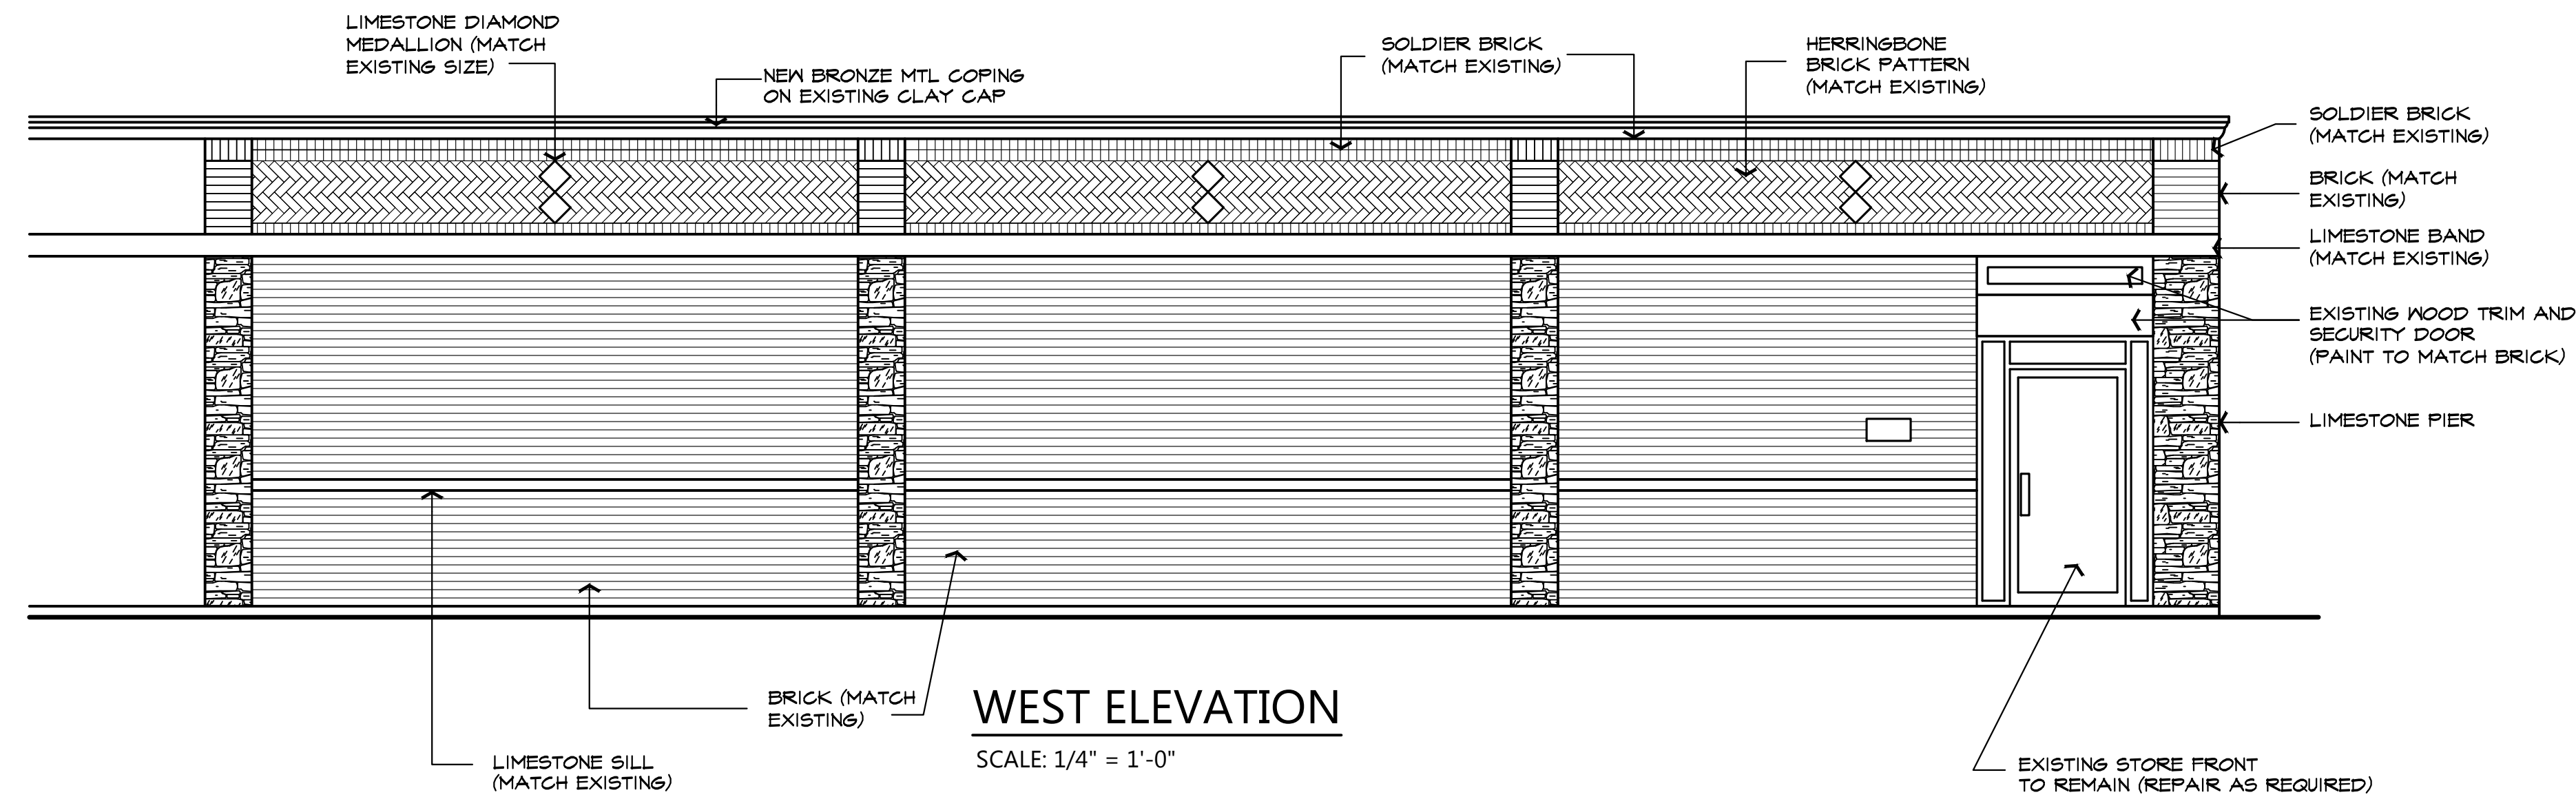 LIMESTONE DIAMOND
MEDALLION (MATCH
EXISTING SIZE)
NEW BRONZE MTL COPING
ON EXISTING CLAY CAP
SOLDIER BRICK
(MATCH EXISTING)
HERRINGBONE
BRICK PATTERN
(MATCH EXISTING)
SOLDIER BRICK
(MATCH EXISTING)
BRICK (MATCH
EXISTING)
LIMESTONE BAND
(MATCH EXISTING)
EXISTING WOOD TRIM AND
SECURITY DOOR
(PAINT TO MATCH BRICK)
LIMESTONE PIER
BRICK (MATCH
EXISTING)
WEST ELEVATION
SCALE: 1/4" = 1'-0"
LIMESTONE SILL
(MATCH EXISTING)
EXISTING STORE FRONT
TO REMAIN (REPAIR AS REQUIRED)